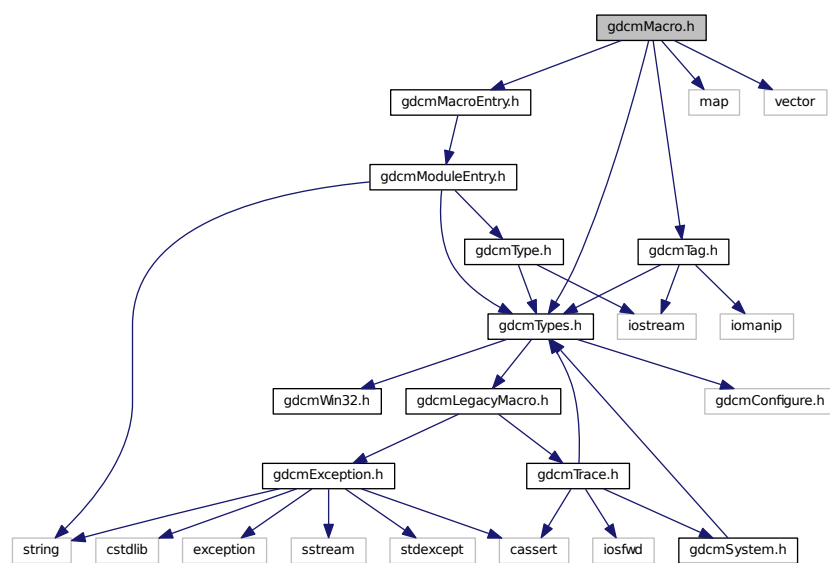 gdcmMacro.h
gdcmMacroEntry.h
map
vector
gdcmModuleEntry.h
gdcmType.h
gdcmTag.h
gdcmTypes.h
iostream
iomanip
gdcmWin32.h
gdcmLegacyMacro.h
gdcmConfigure.h
gdcmException.h
gdcmTrace.h
string
cstdlib
exception
sstream
stdexcept
cassert
iosfwd
gdcmSystem.h